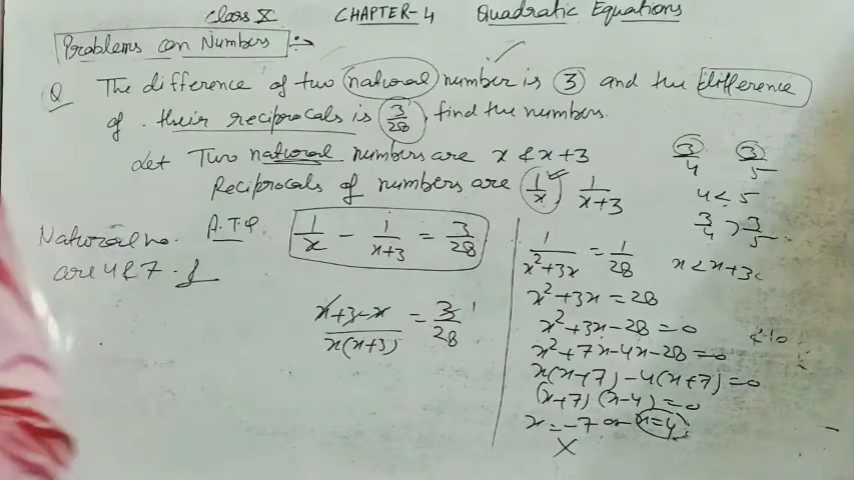 Class X CHAPTER-4 Quadratic Equations
Problems on Numbers :→
Q The difference of two natural number is 3 and the difference
of their reciprocals is 3/28, find the numbers.
Let Two natural numbers are x & x+3
Reciprocals of numbers are 1/x, 1/x+3
A.T.Q. 1/x - 1/x+3 = 3/28
x+3-x/x(x+3) = 3/28 1
1/x²+3x = 1/28
x²+3x = 28
x²+3x-28 = 0
x²+7x-4x-28 = 0
x(x+7) -4(x+7) = 0
(x+7) (x-4) = 0
x = -7 or x=4
X
3/4 3/5
4 < 5
3/4 > 3/5
x < x+3
Natural no.
are 4 & 7.